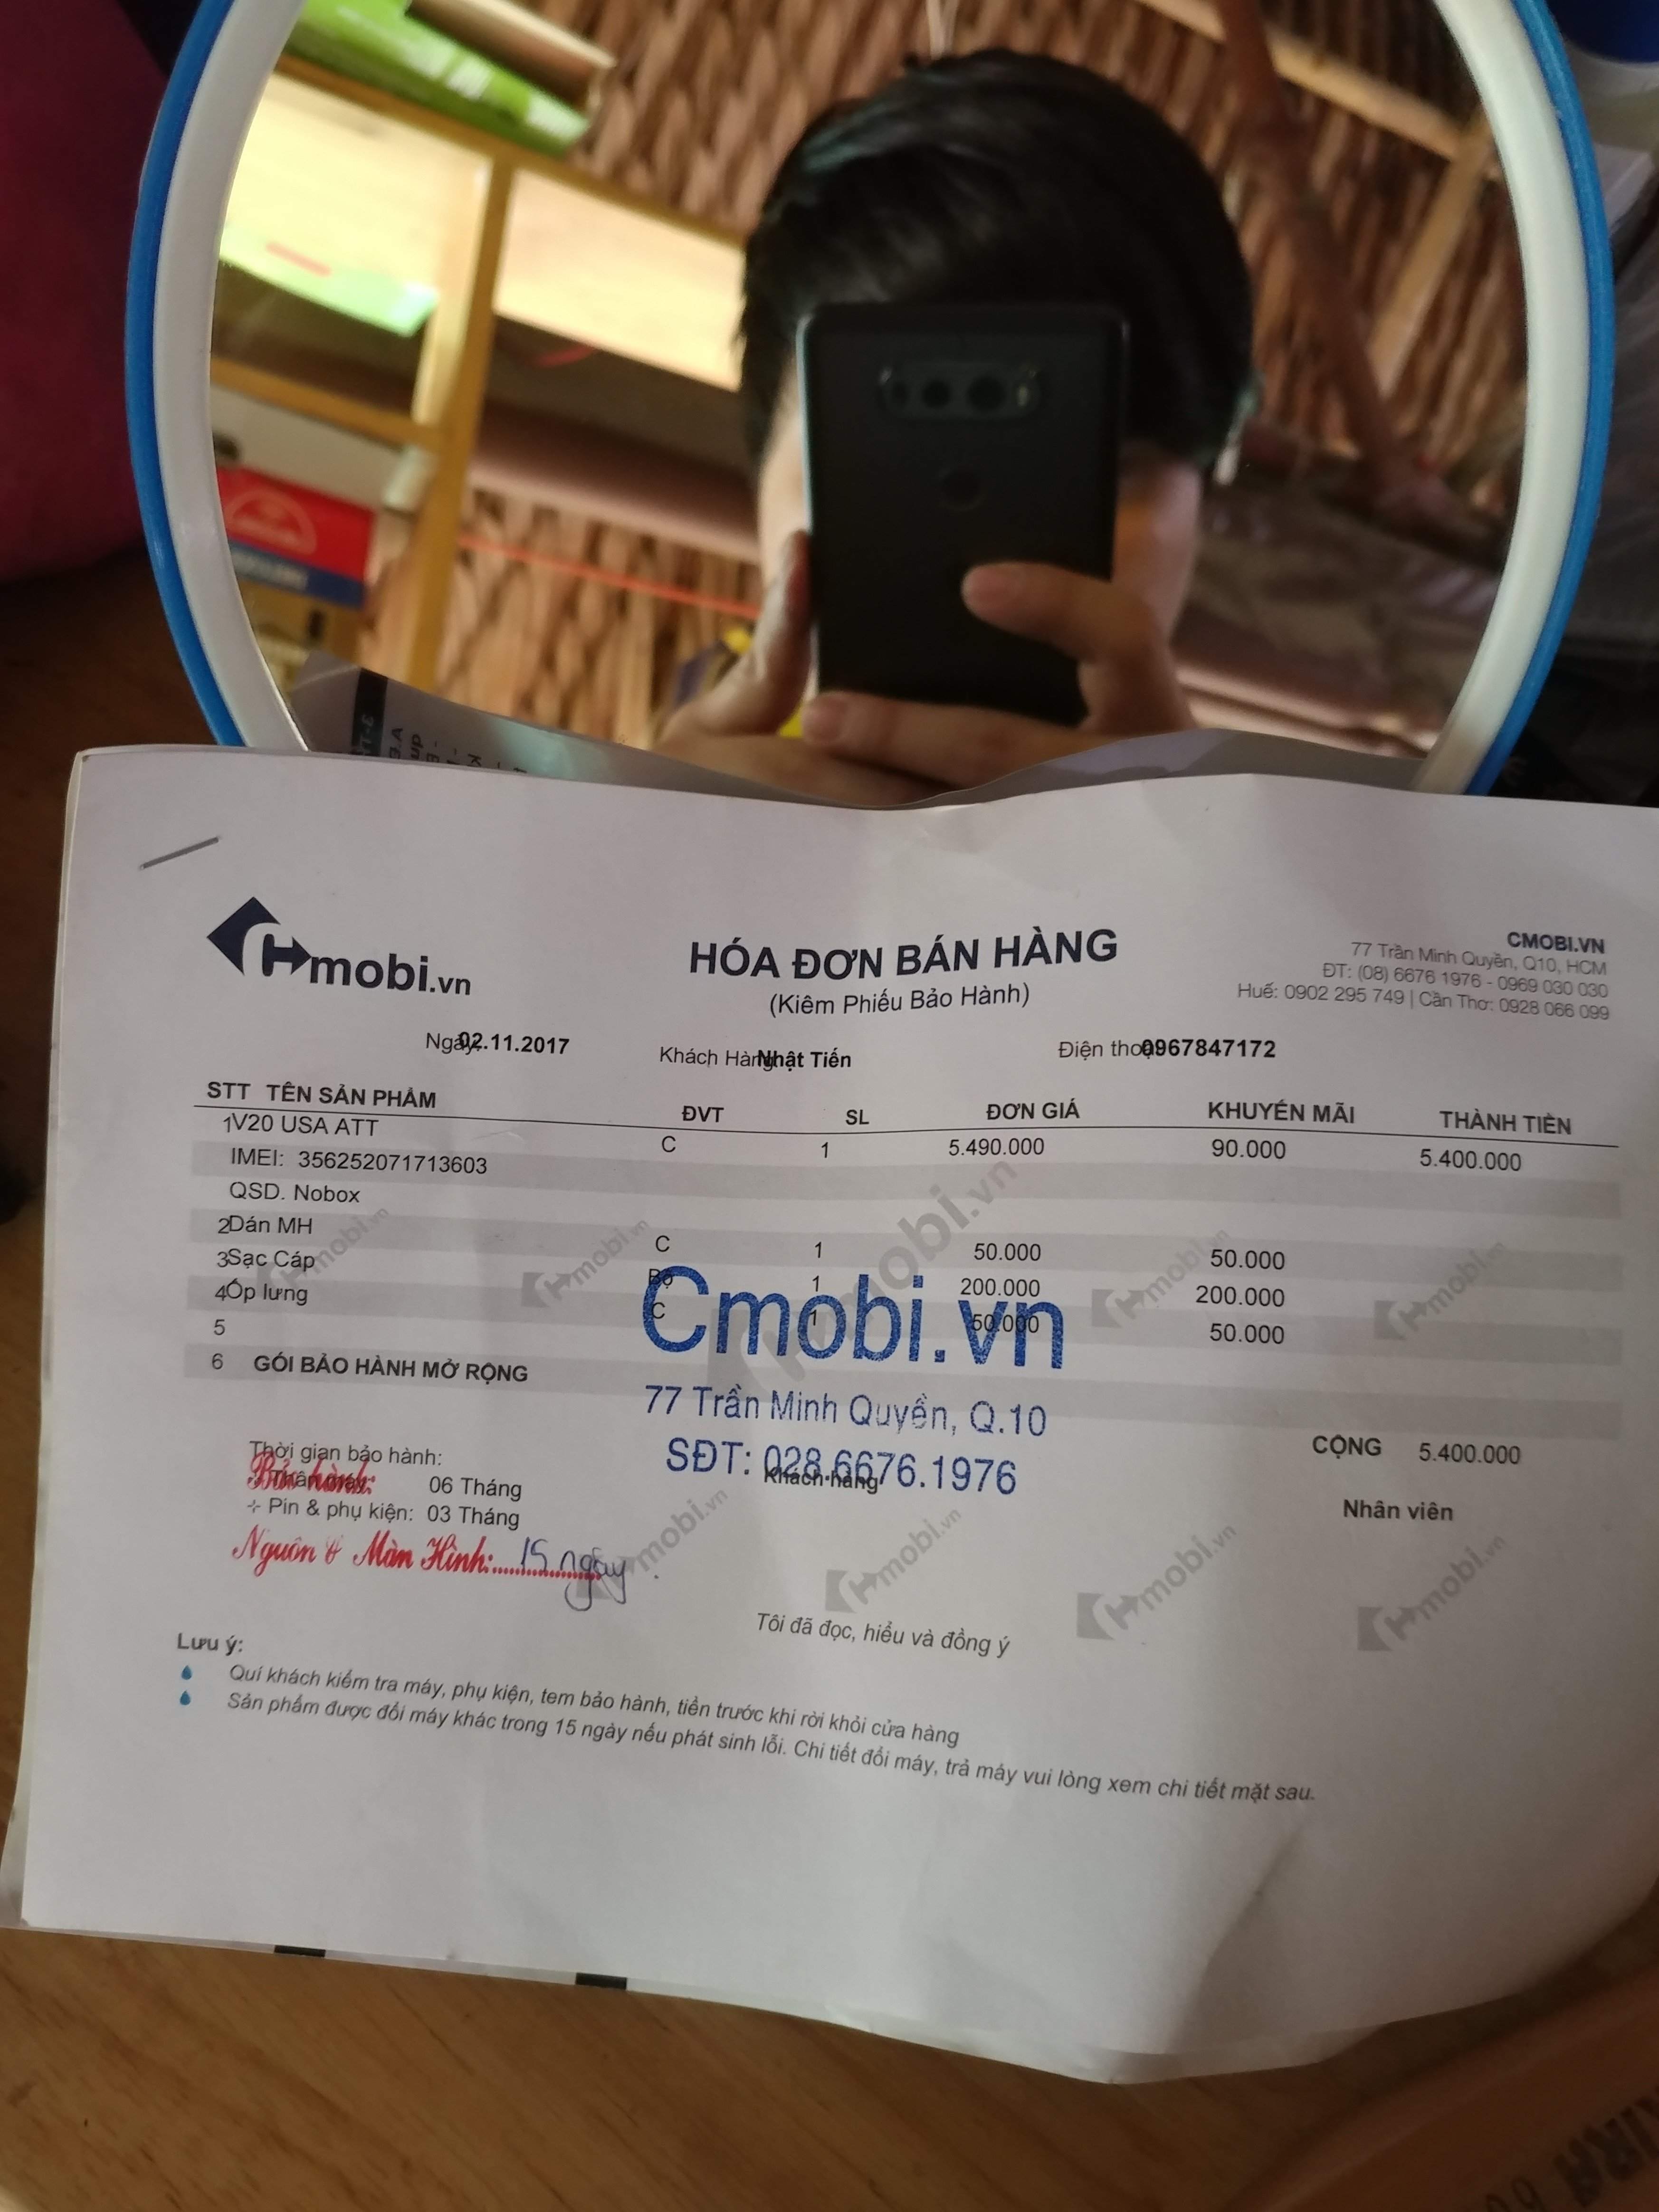 Cmobi.vn
HÓA ĐƠN BÁN HÀNG
(Kiêm Phiếu Bảo Hành)
CMOBI.VN
77 Trần Minh Quyền, Q10, HCM
ĐT: (08) 6676 1976 - 0969 030 030
Huế: 0902 295 749 | Cần Thơ: 0928 066 099
Ngày: 02.11.2017 Khách Hàng Nhật Tiến Điện thoại 0967847172
STT TÊN SẢN PHẨM ĐVT SL ĐƠN GIÁ KHUYẾN MÃI THÀNH TIỀN
1 V20 USA ATT C 1 5.490.000 90.000 5.400.000
IMEI: 356252071713603
QSD. Nobox
2 Dán MH C 1 50.000 50.000
3 Sạc Cáp Bộ 1 200.000 200.000
4 Ốp lưng C 1 50.000 50.000
5
6 GÓI BẢO HÀNH MỞ RỘNG
Cmobi.vn
77 Trần Minh Quyền, Q.10
SĐT: 028.6676.1976
CỘNG 5.400.000
Thời gian bảo hành:
Bảo hành:
Thân máy: 06 Tháng
Pin & phụ kiện: 03 Tháng
Nguồn & Màn Hình: 15 ngày
Khách hàng
Nhân viên
Tôi đã đọc, hiểu và đồng ý
Lưu ý:
Quí khách kiểm tra máy, phụ kiện, tem bảo hành, tiền trước khi rời khỏi cửa hàng
Sản phẩm được đổi máy khác trong 15 ngày nếu phát sinh lỗi. Chi tiết đổi máy, trả máy vui lòng xem chi tiết mặt sau.